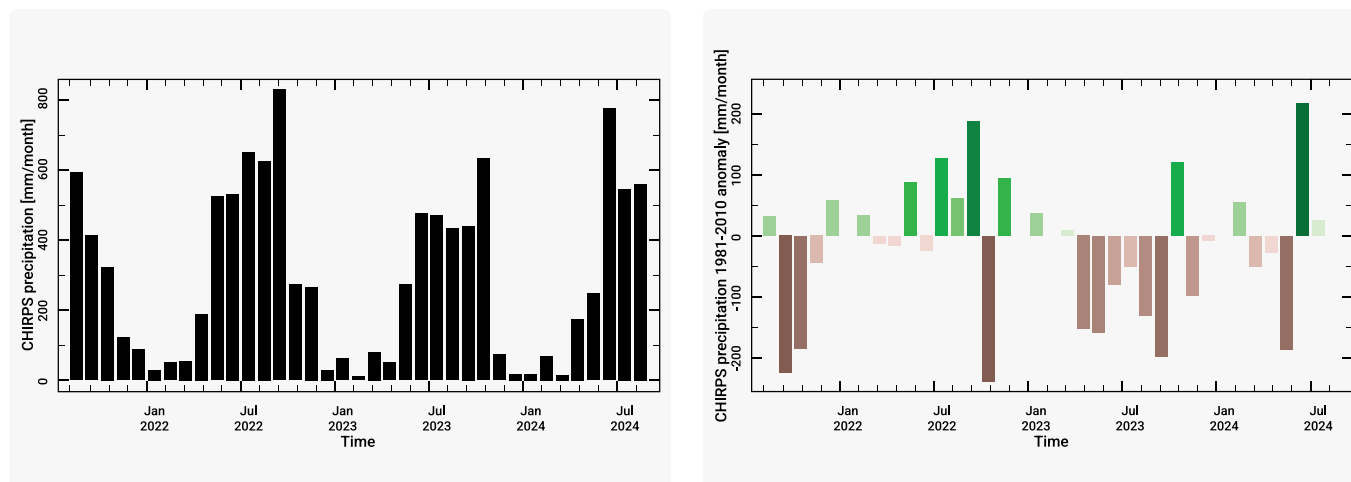 CHIRPS precipitation [mm/month]
800
600
400
200
0
Jan 2022
Jul 2022
Jan 2023
Jul 2023
Jan 2024
Jul 2024
Time
CHIRPS precipitation 1981-2010 anomaly [mm/month]
200
100
0
-100
-200
Jan 2022
Jul 2022
Jan 2023
Jul 2023
Jan 2024
Jul 2024
Time